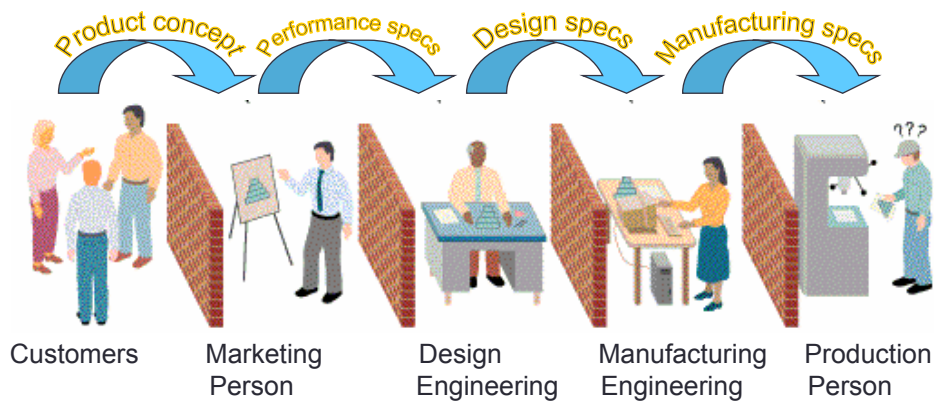 Product concept
Performance specs
Design specs
Manufacturing specs
???
Customers
Marketing
Person
Design
Engineering
Manufacturing
Engineering
Production
Person